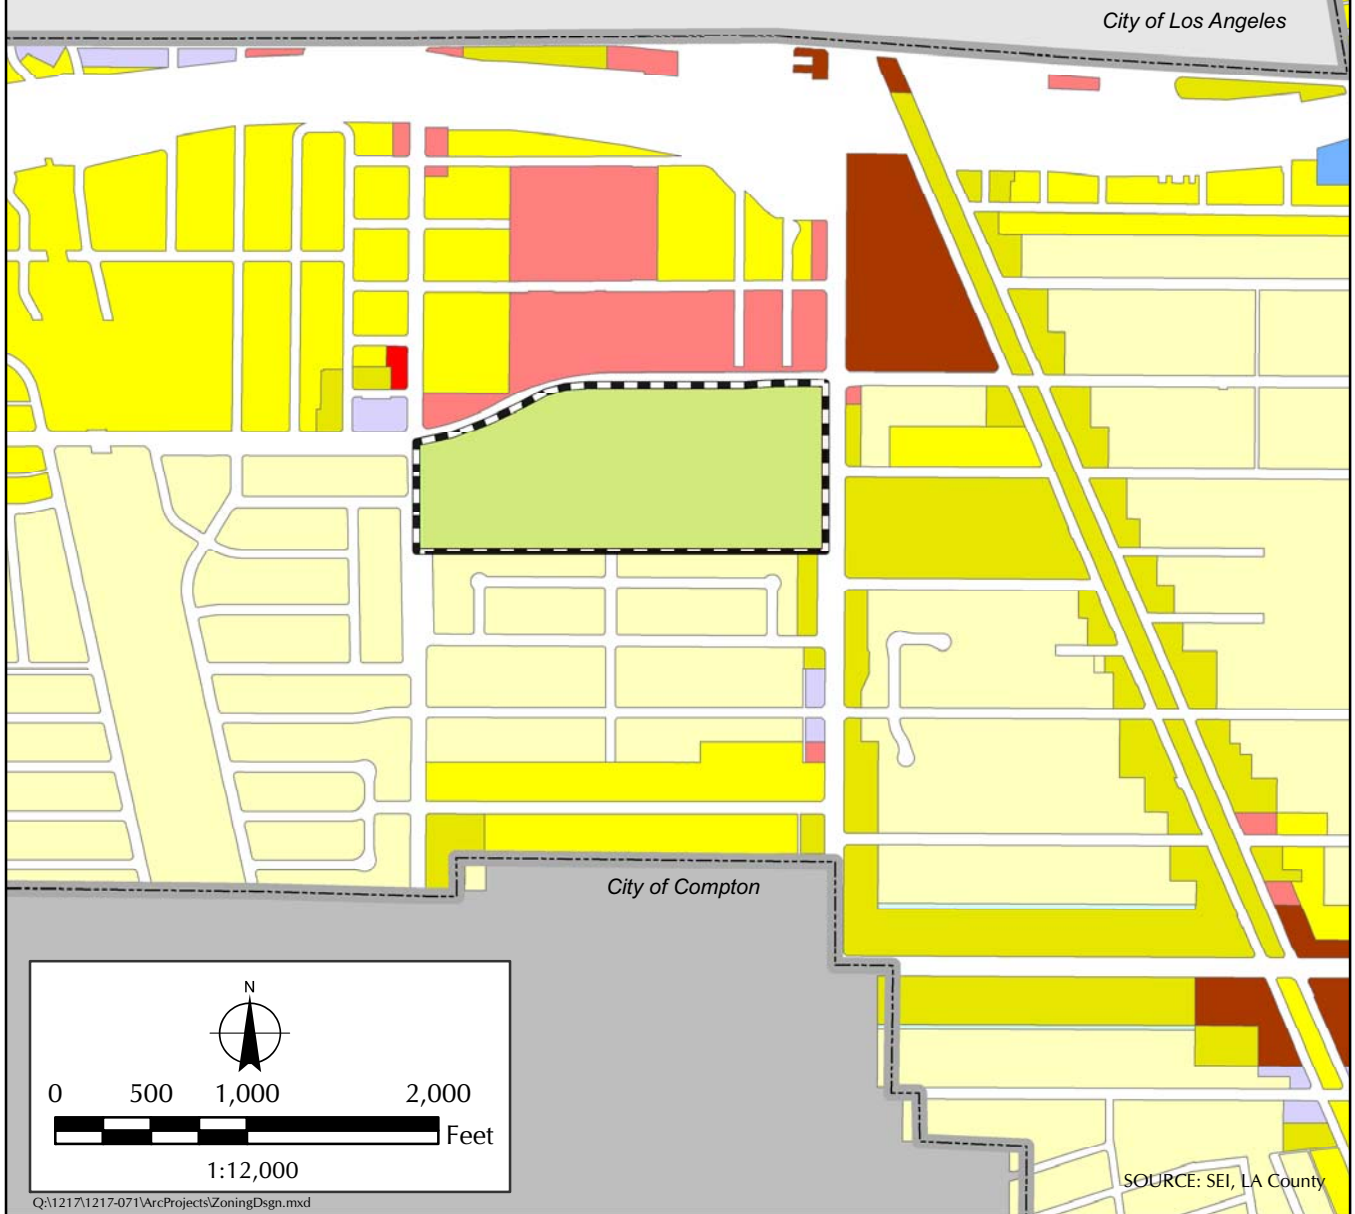 City of Los Angeles
City of Compton
N
0 500 1,000 2,000
Feet
1:12,000
SOURCE: SEI, LA County
Q:\1217\1217-071\ArcProjects\ZoningDsgn.mxd